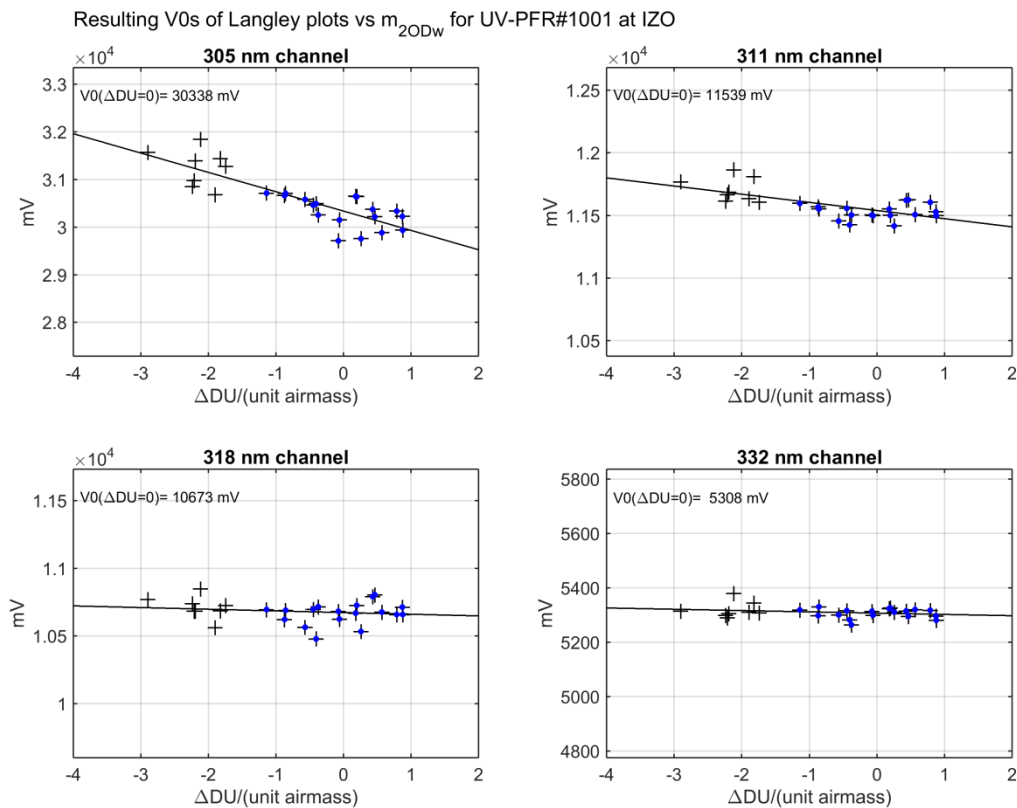 Resulting V0s of Langley plots vs m2ODw for UV-PFR#1001 at IZO
305 nm channel
×10⁴
V0(ΔDU=0)= 30338 mV
3.3
3.2
3.1
3
2.9
2.8
mV
-4 -3 -2 -1 0 1 2
ΔDU/(unit airmass)
311 nm channel
×10⁴
V0(ΔDU=0)= 11539 mV
1.25
1.2
1.15
1.1
1.05
mV
-4 -3 -2 -1 0 1 2
ΔDU/(unit airmass)
318 nm channel
×10⁴
V0(ΔDU=0)= 10673 mV
1.15
1.1
1.05
1
mV
-4 -3 -2 -1 0 1 2
ΔDU/(unit airmass)
332 nm channel
V0(ΔDU=0)= 5308 mV
5800
5600
5400
5200
5000
4800
mV
-4 -3 -2 -1 0 1 2
ΔDU/(unit airmass)